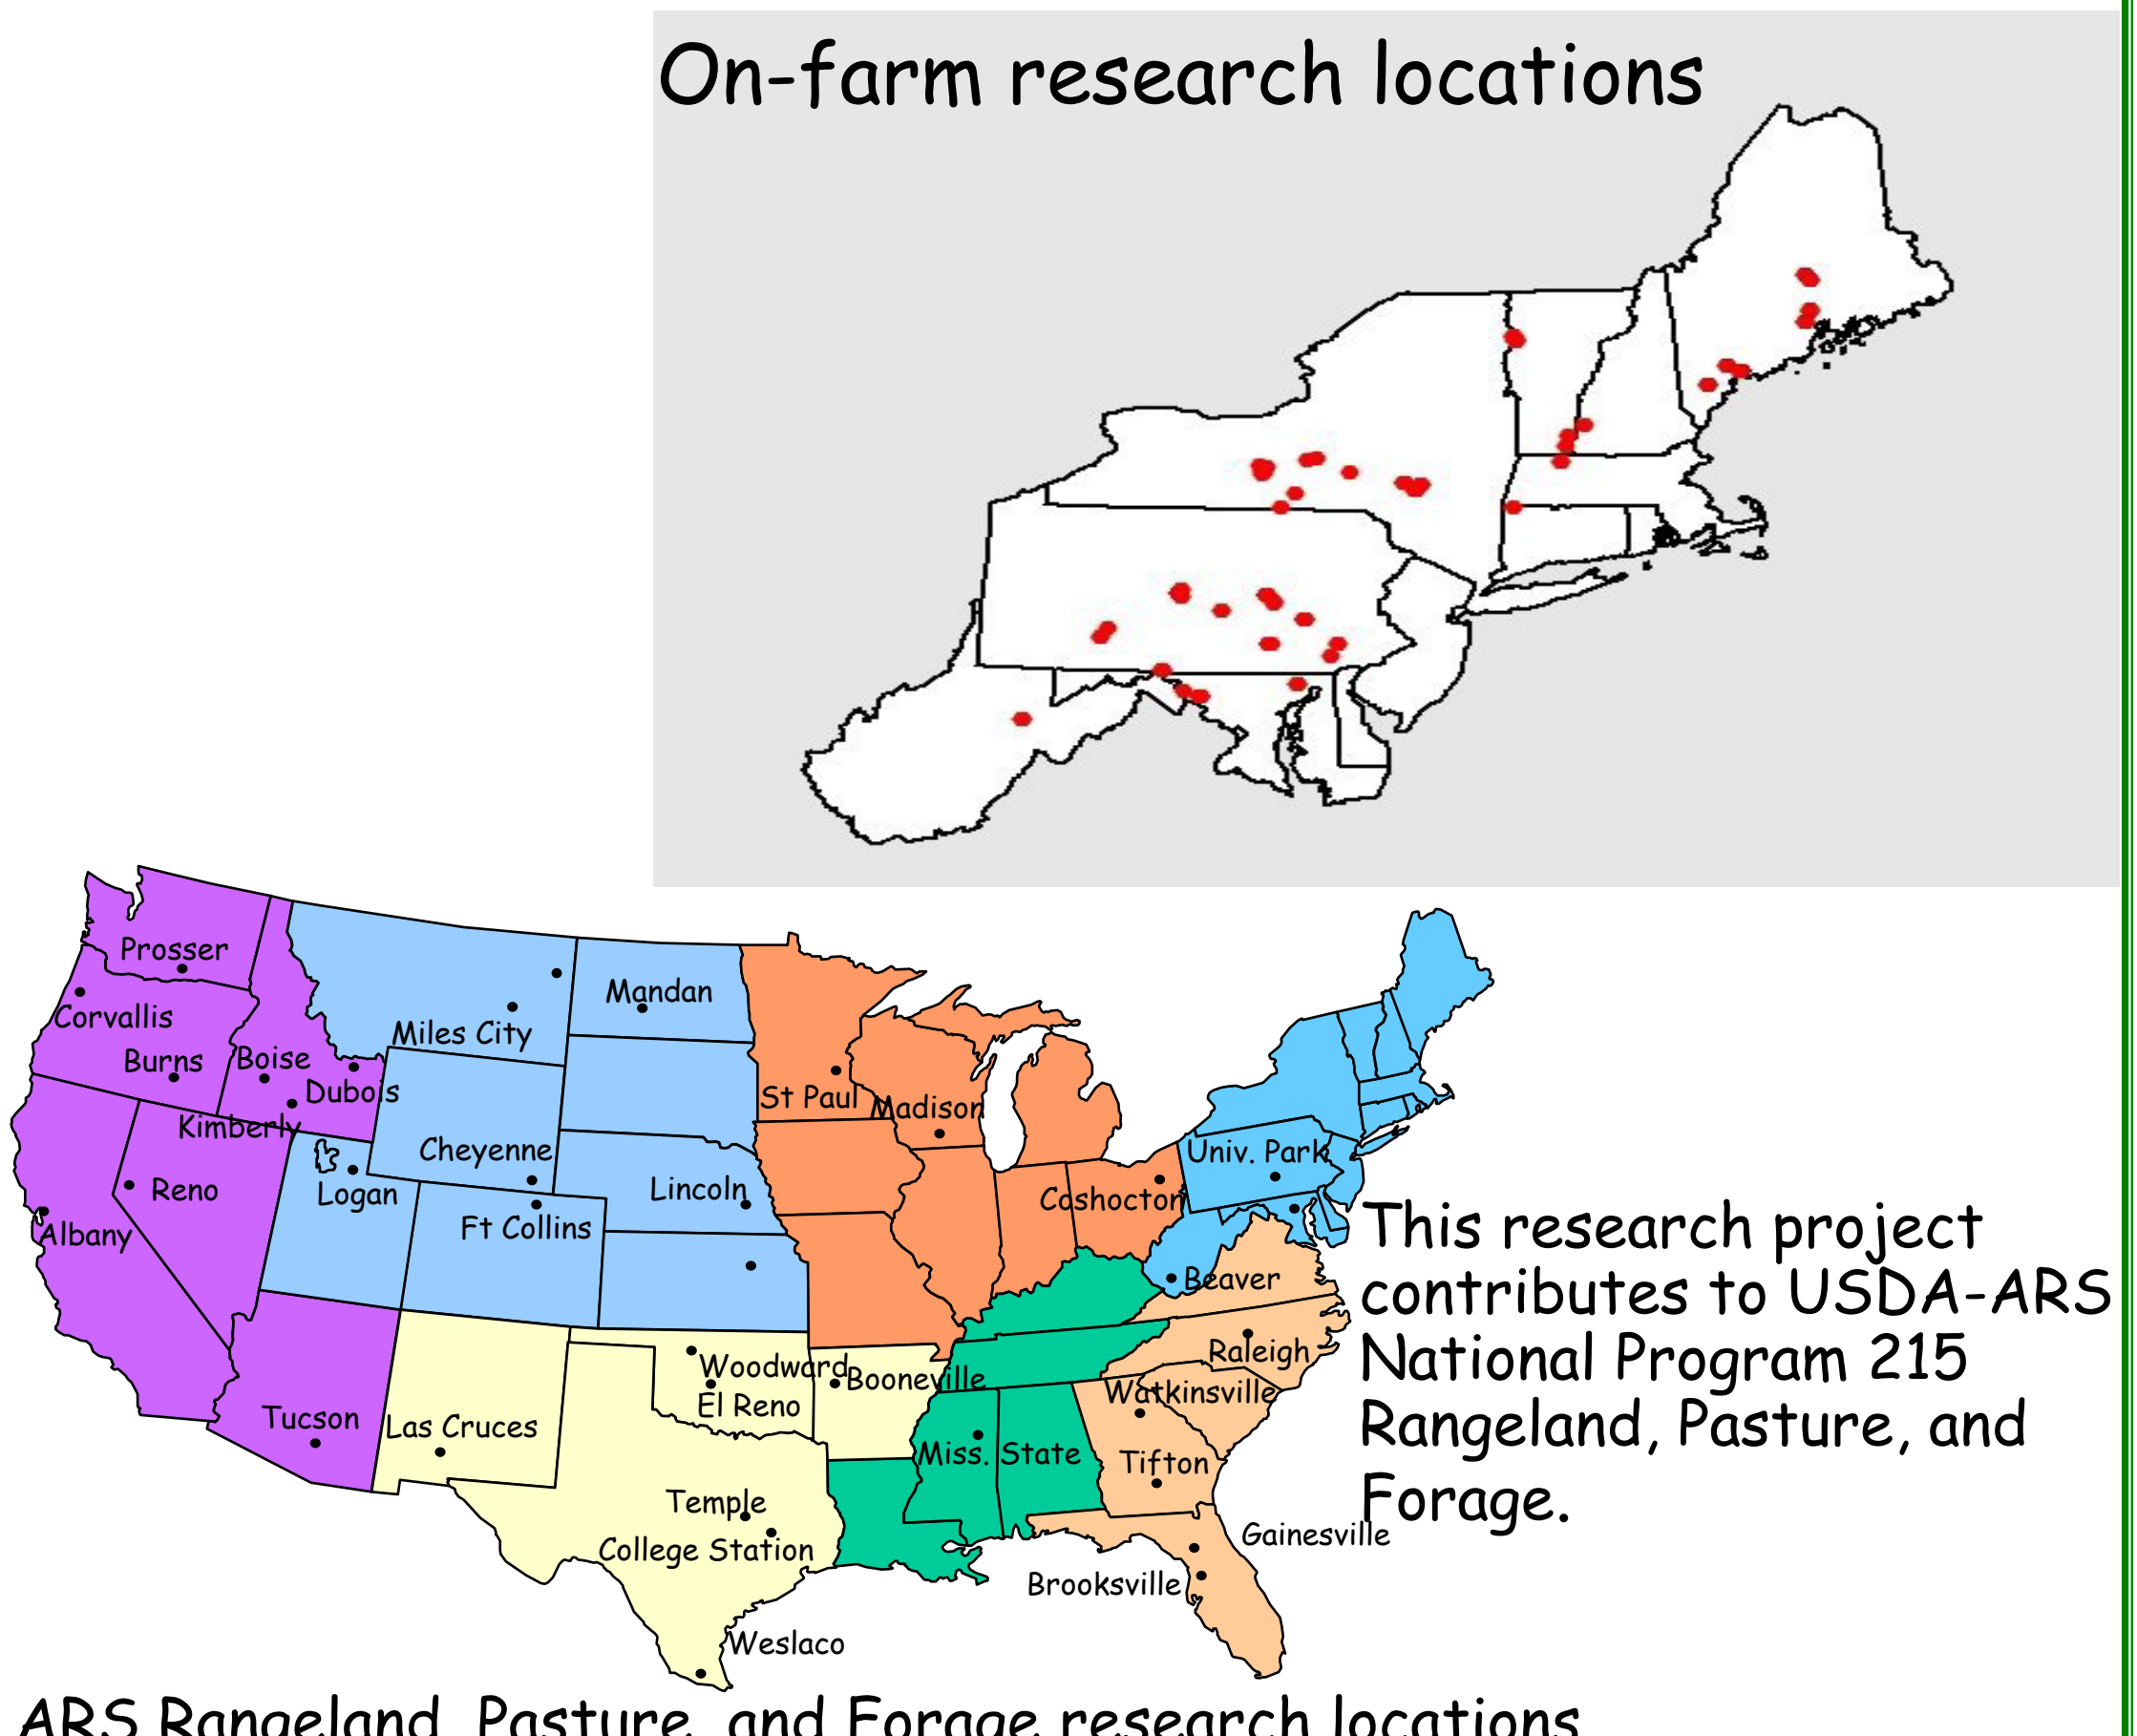 On-farm research locations
Prosser
Corvallis
Burns
Boise
Dubois
Kimberly
Miles City
Mandan
St Paul
Madison
Cheyenne
Logan
Reno
Albany
Ft Collins
Lincoln
Coshocton
Univ. Park
Beaver
This research project
contributes to USDA-ARS
National Program 215
Rangeland, Pasture, and
Forage.
Raleigh
Woodward
El Reno
Booneville
Watkinsville
Tucson
Las Cruces
Miss. State
Tifton
Temple
College Station
Gainesville
Brooksville
Weslaco
ARS Rangeland, Pasture, and Forage research locations